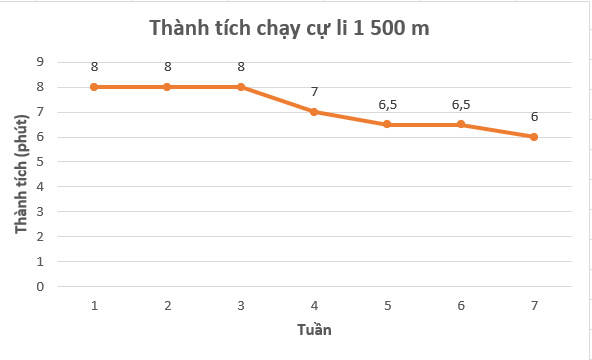 Thành tích chạy cự li 1 500 m
Thành tích (phút)
9
8
7
6
5
4
3
2
1
0
8 8 8 7 6,5 6,5 6
1 2 3 4 5 6 7
Tuần